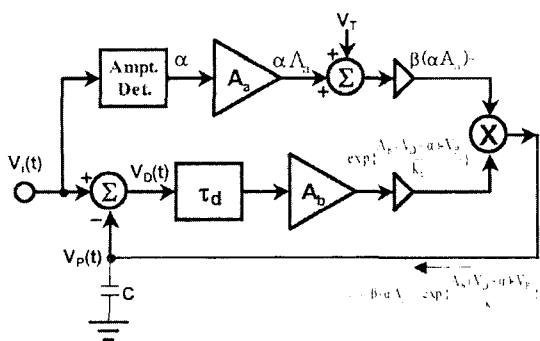 V_T
Ampt. Det.
α
A_a
αA_a
+
+
Σ
β(αA_a)
X
V_i(t)
+
Σ
−
V_D(t)
τ_d
A_b
V_P(t)
C